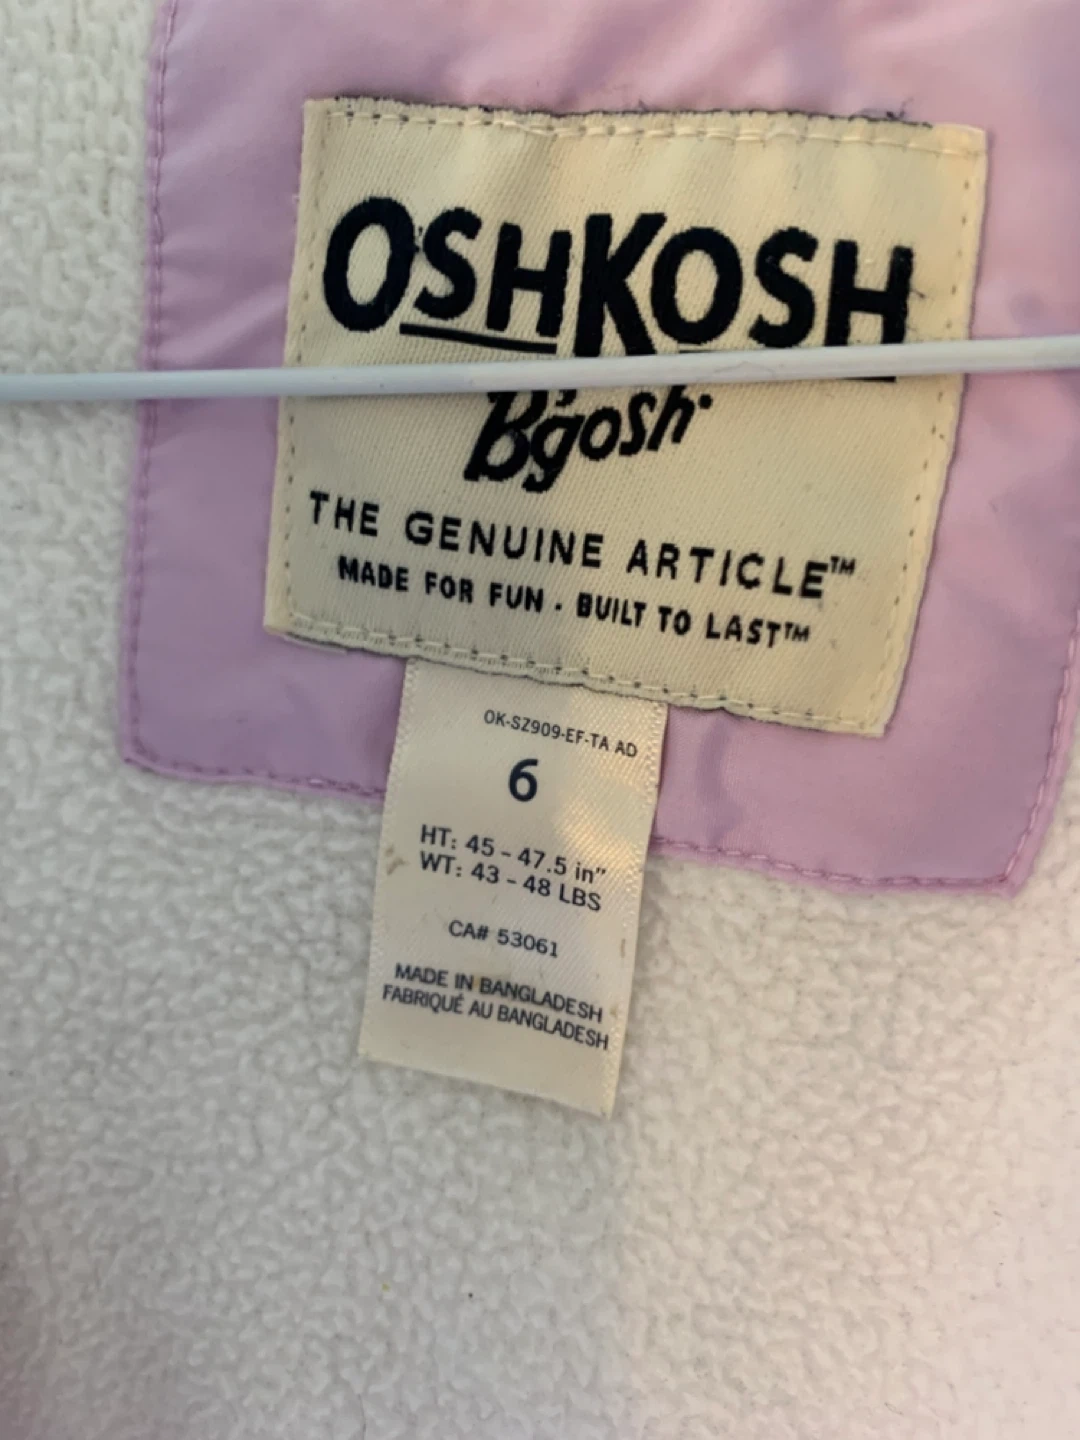 OSHKOSH
B'gosh
THE GENUINE ARTICLE™
MADE FOR FUN · BUILT TO LAST™
OK-SZ909-EF-TA AD
6
HT: 45 - 47.5 in"
WT: 43 - 48 LBS
CA# 53061
MADE IN BANGLADESH
FABRIQUÉ AU BANGLADESH